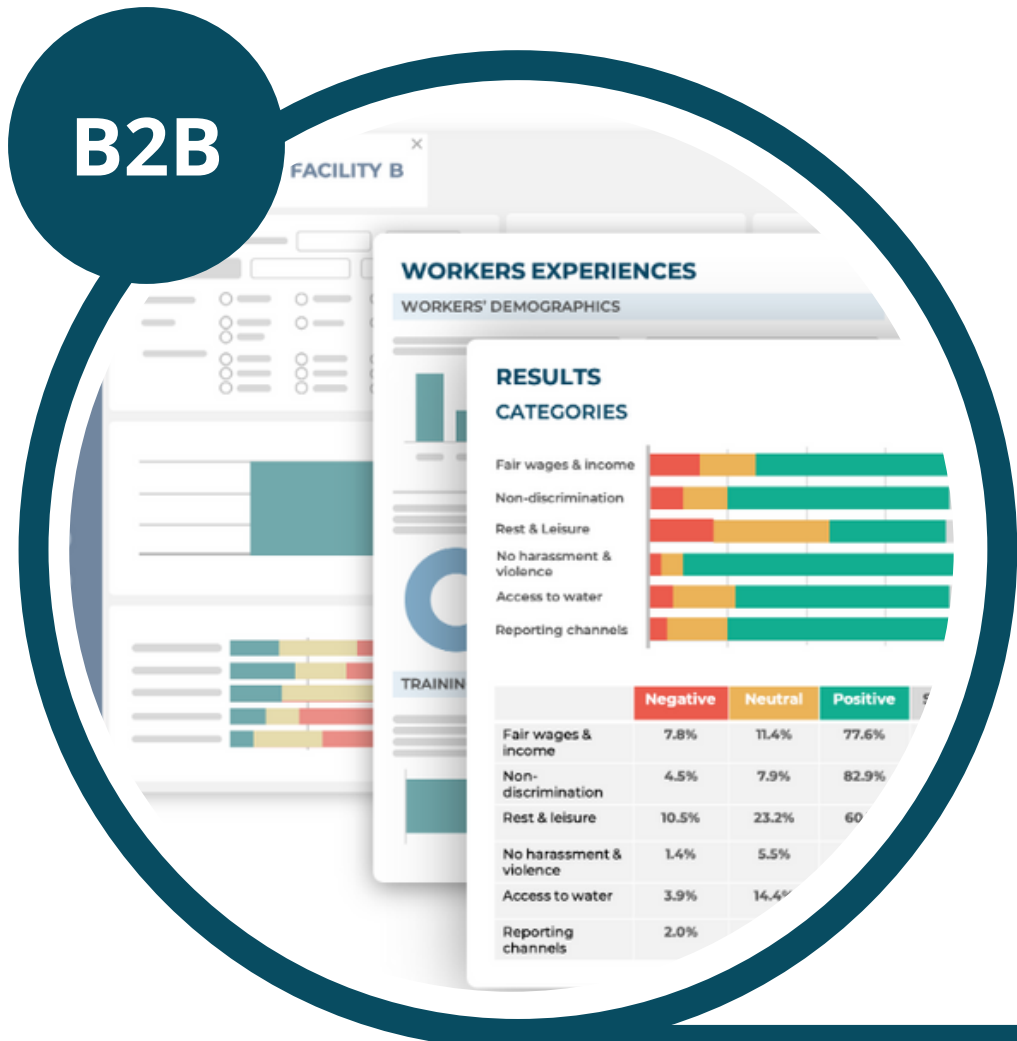 B2B
FACILITY B
WORKERS EXPERIENCES
WORKERS' DEMOGRAPHICS
RESULTS
CATEGORIES
Fair wages & income
Non-discrimination
Rest & Leisure
No harassment &
violence
Access to water
Reporting channels
Negative Neutral Positive
Fair wages &
income
7.8% 11.4% 77.6%
Non-
discrimination
4.5% 7.9% 82.9%
Rest & leisure 10.5% 23.2% 60
No harassment &
violence
1.4% 5.5%
Access to water 3.9% 14.4%
Reporting
channels
2.0%